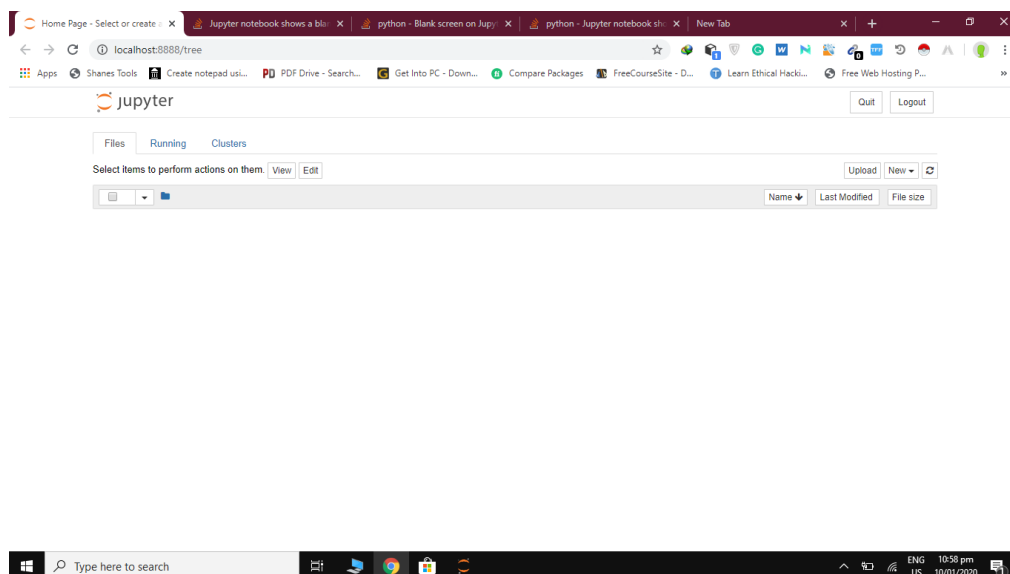 Home Page - Select or create a
Jupyter notebook shows a bla
python - Blank screen on Jupy
python - Jupyter notebook sho
New Tab
localhost:8888/tree
Apps
Shanes Tools
Create notepad usi...
PDF Drive - Search...
Get Into PC - Down...
Compare Packages
FreeCourseSite - D...
Learn Ethical Hacki...
Free Web Hosting P...
»
jupyter
Quit
Logout
Files
Running
Clusters
Select items to perform actions on them.
View
Edit
Upload
New
Name
Last Modified
File size
Type here to search
ENG
US
10:58 pm
10/01/2020